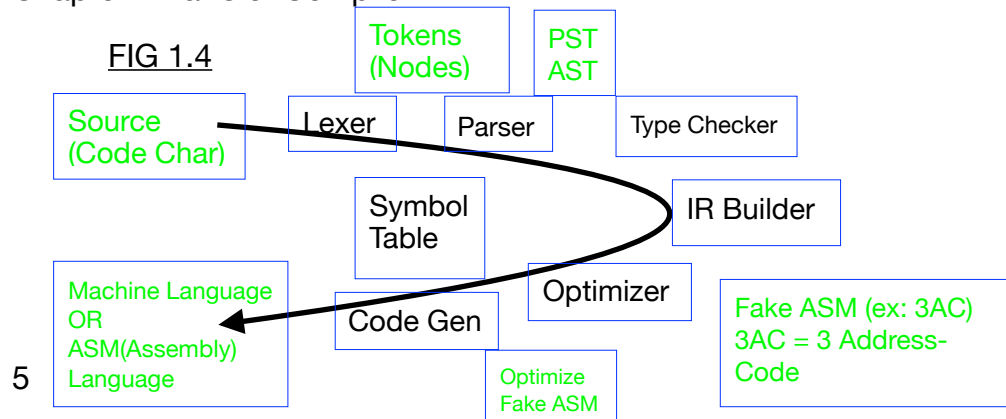 FIG 1.4
Tokens
(Nodes)
PST
AST
Source
(Code Char)
Lexer
Parser
Type Checker
Symbol
Table
IR Builder
Machine Language
OR
ASM(Assembly)
Language
Code Gen
Optimizer
Fake ASM (ex: 3AC)
3AC = 3 Address-
Code
Optimize
Fake ASM
5